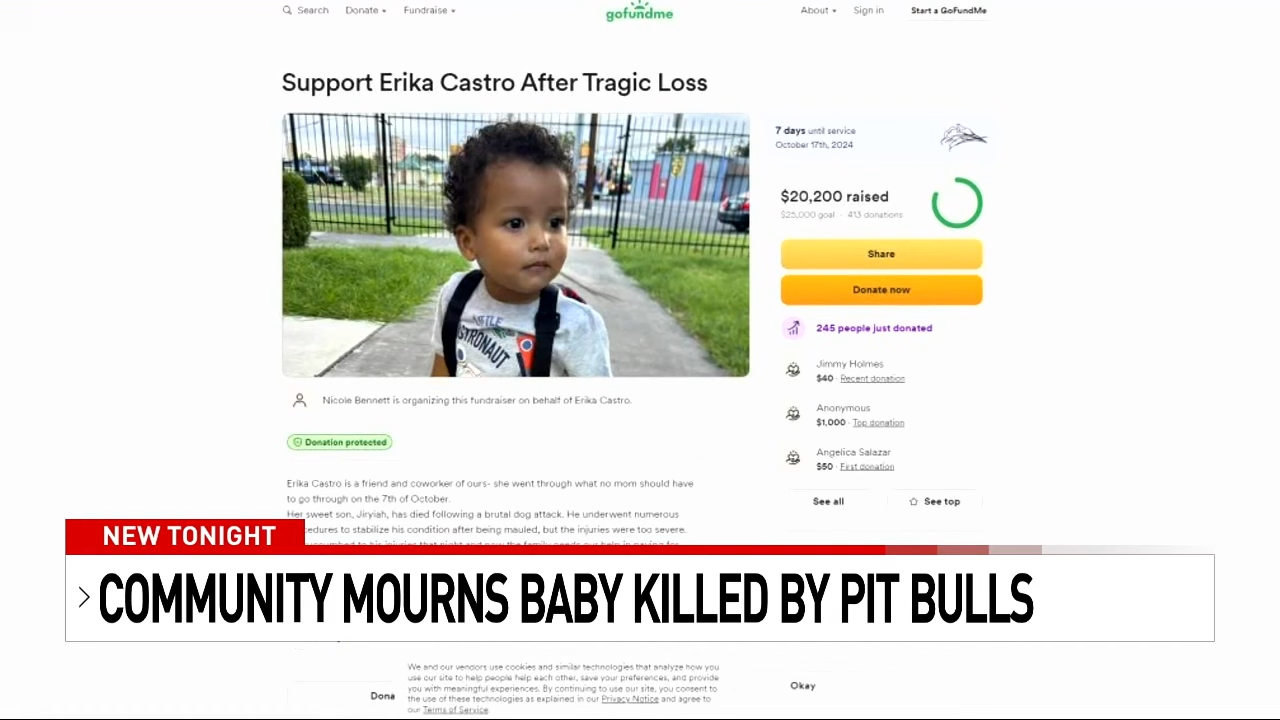 Search Donate Fundraise gofundme About Sign in Start a GoFundMe
Support Erika Castro After Tragic Loss
7 days until service
October 17th, 2024
$20,200 raised
$25,000 goal · 413 donations
Share
Donate now
245 people just donated
Jimmy Holmes
$40 · Recent donation
Anonymous
$1,000 · Top donation
Angelica Salazar
$50 · First donation
See all See top
LITTLE
ASTRONAUT
Nicole Bennett is organizing this fundraiser on behalf of Erika Castro.
Donation protected
Erika Castro is a friend and coworker of ours- she went through what no mom should have
to go through on the 7th of October.
Her sweet son, Jiryiah, has died following a brutal dog attack. He underwent numerous
cedures to stabilize his condition after being mauled, but the injuries were too severe.
NEW TONIGHT
COMMUNITY MOURNS BABY KILLED BY PIT BULLS
We and our vendors use cookies and similar technologies that analyze how you
use our site to help people help each other, save your preferences, and provide
you with meaningful experiences. By continuing to use our site, you consent to
the use of these technologies as explained in our Privacy Notice and agree to
our Terms of Service.
Dona
Okay